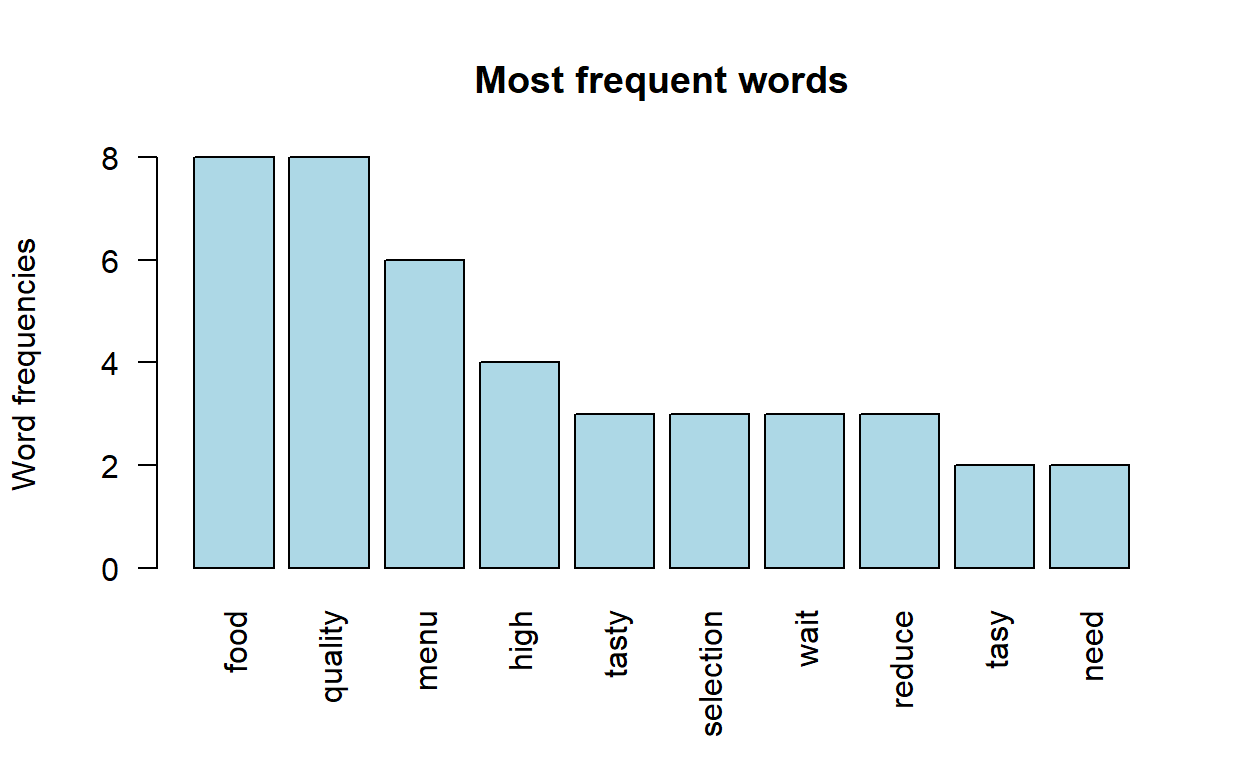 Most frequent words
Word frequencies
8
6
4
2
0
food
quality
menu
high
tasty
selection
wait
reduce
tasy
need